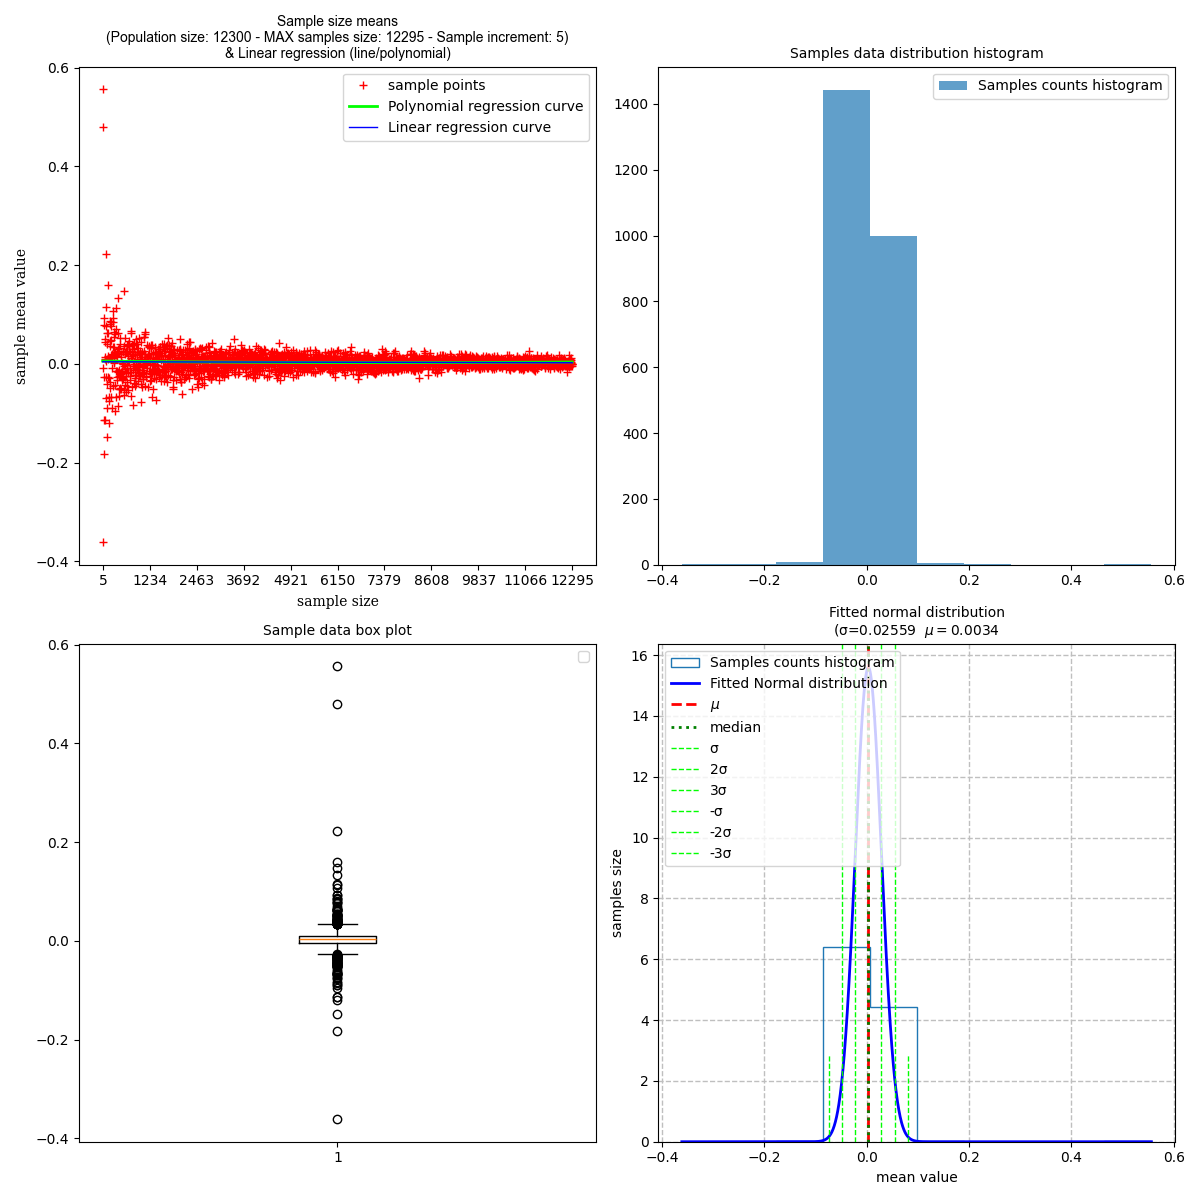 Sample size means
(Population size: 12300 - MAX samples size: 12295 - Sample increment: 5)
& Linear regression (line/polynomial)
0.6
0.4
0.2
0.0
−0.2
−0.4
sample mean value
sample points
Polynomial regression curve
Linear regression curve
5 1234 2463 3692 4921 6150 7379 8608 9837 11066 12295
sample size
Samples data distribution histogram
Samples counts histogram
1400
1200
1000
800
600
400
200
0
−0.4 −0.2 0.0 0.2 0.4 0.6
Sample data box plot
0.6
0.4
0.2
0.0
−0.2
−0.4
1
Fitted normal distribution
(σ=0.02559 μ = 0.0034
Samples counts histogram
Fitted Normal distribution
μ
median
σ
2σ
3σ
-σ
-2σ
-3σ
16
14
12
10
8
6
4
2
0
samples size
−0.4 −0.2 0.0 0.2 0.4 0.6
mean value